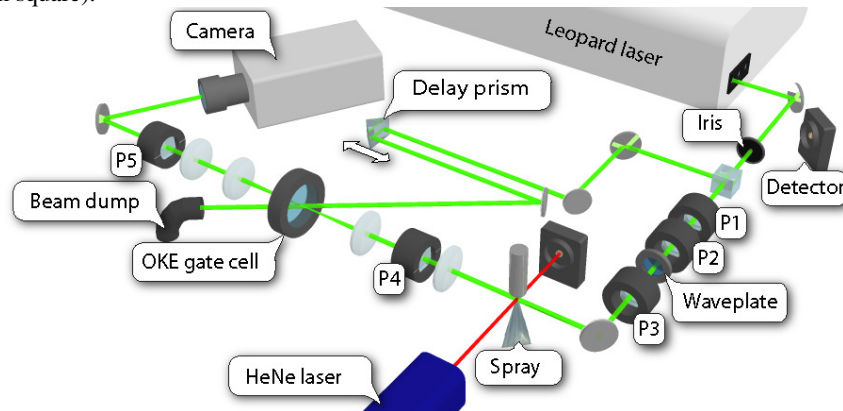 n square).
Camera
Leopard laser
Delay prism
Iris
P5
Detector
Beam dump
P1
OKE gate cell
P2
P4
Waveplate
P3
Spray
HeNe laser